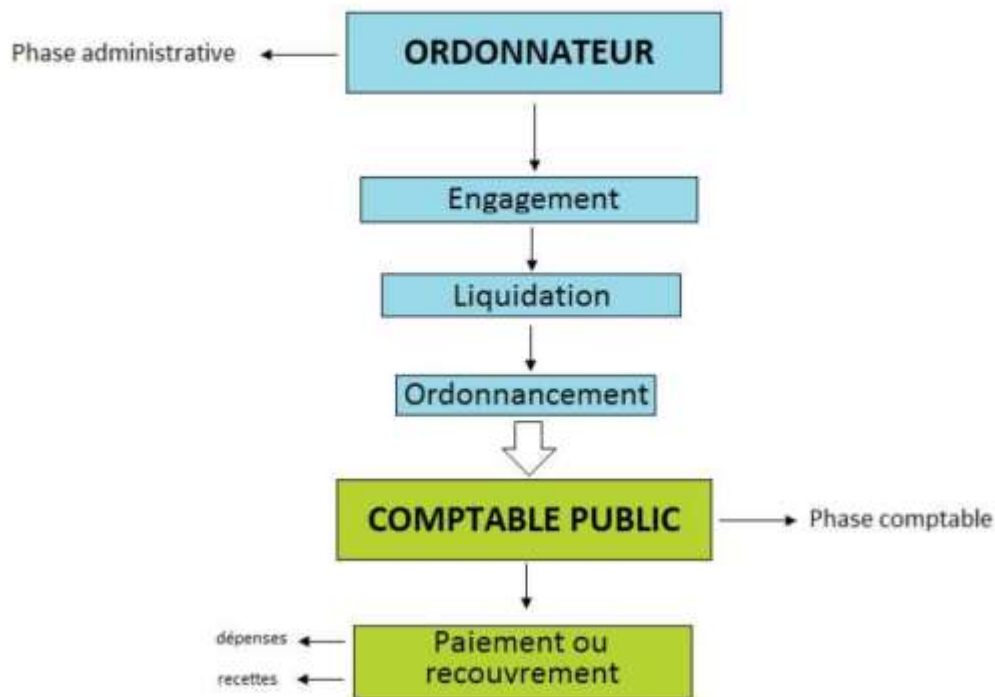 ORDONNATEUR
Phase administrative
Engagement
Liquidation
Ordonnancement
COMPTABLE PUBLIC
Phase comptable
Paiement ou
recouvrement
dépenses
recettes